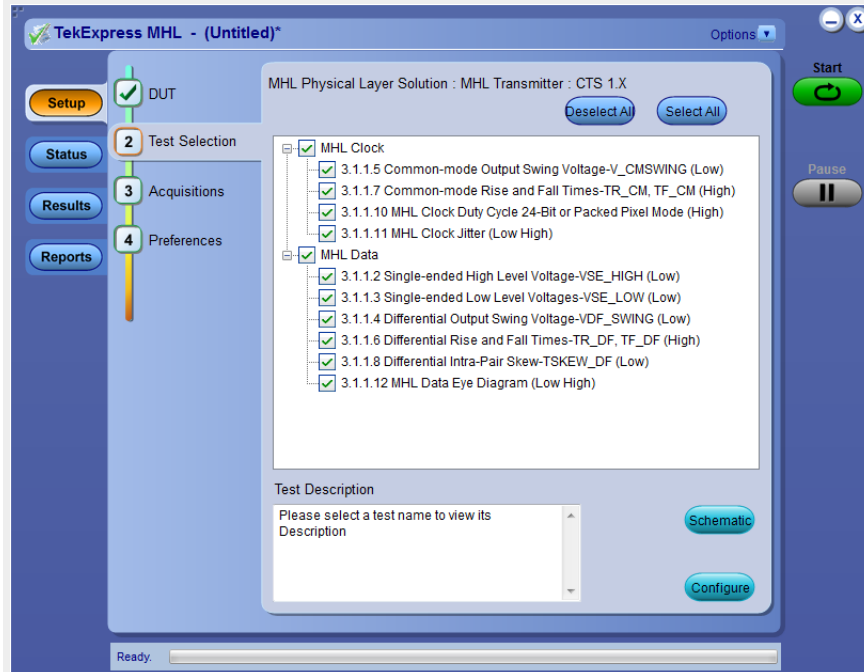 TekExpress MHL - (Untitled)*
Options
X
Start
Pause
Setup
Status
Results
Reports
DUT
2 Test Selection
3 Acquisitions
4 Preferences
MHL Physical Layer Solution : MHL Transmitter : CTS 1.X
Deselect All
Select All
MHL Clock
3.1.1.5 Common-mode Output Swing Voltage-V_CMSWING (Low)
3.1.1.7 Common-mode Rise and Fall Times-TR_CM, TF_CM (High)
3.1.1.10 MHL Clock Duty Cycle 24-Bit or Packed Pixel Mode (High)
3.1.1.11 MHL Clock Jitter (Low High)
MHL Data
3.1.1.2 Single-ended High Level Voltage-VSE_HIGH (Low)
3.1.1.3 Single-ended Low Level Voltages-VSE_LOW (Low)
3.1.1.4 Differential Output Swing Voltage-VDF_SWING (Low)
3.1.1.6 Differential Rise and Fall Times-TR_DF, TF_DF (High)
3.1.1.8 Differential Intra-Pair Skew-TSKEW_DF (Low)
3.1.1.12 MHL Data Eye Diagram (Low High)
Test Description
Please select a test name to view its
Description
Schematic
Configure
Ready.